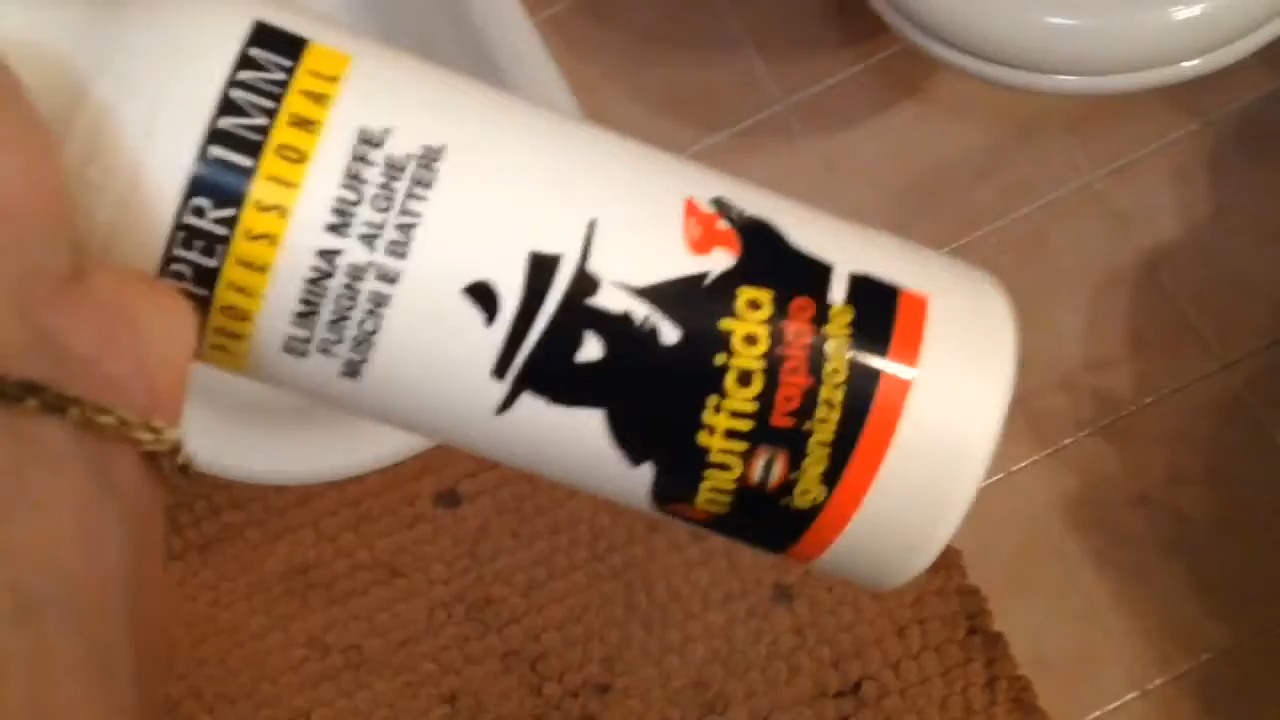 PER IMM
PROFESSIONAL
ELIMINA MUFFE,
FUNGHI, ALGHE,
MUSCHI E BATTERI.
mufficida
rapido
igienizzante